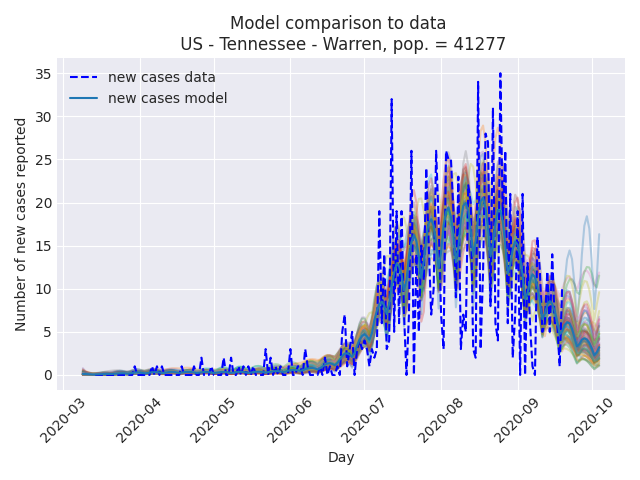 Model comparison to data
US - Tennessee - Warren, pop. = 41277
new cases data
new cases model
Number of new cases reported
35
30
25
20
15
10
5
0
2020-03
2020-04
2020-05
2020-06
2020-07
2020-08
2020-09
2020-10
Day